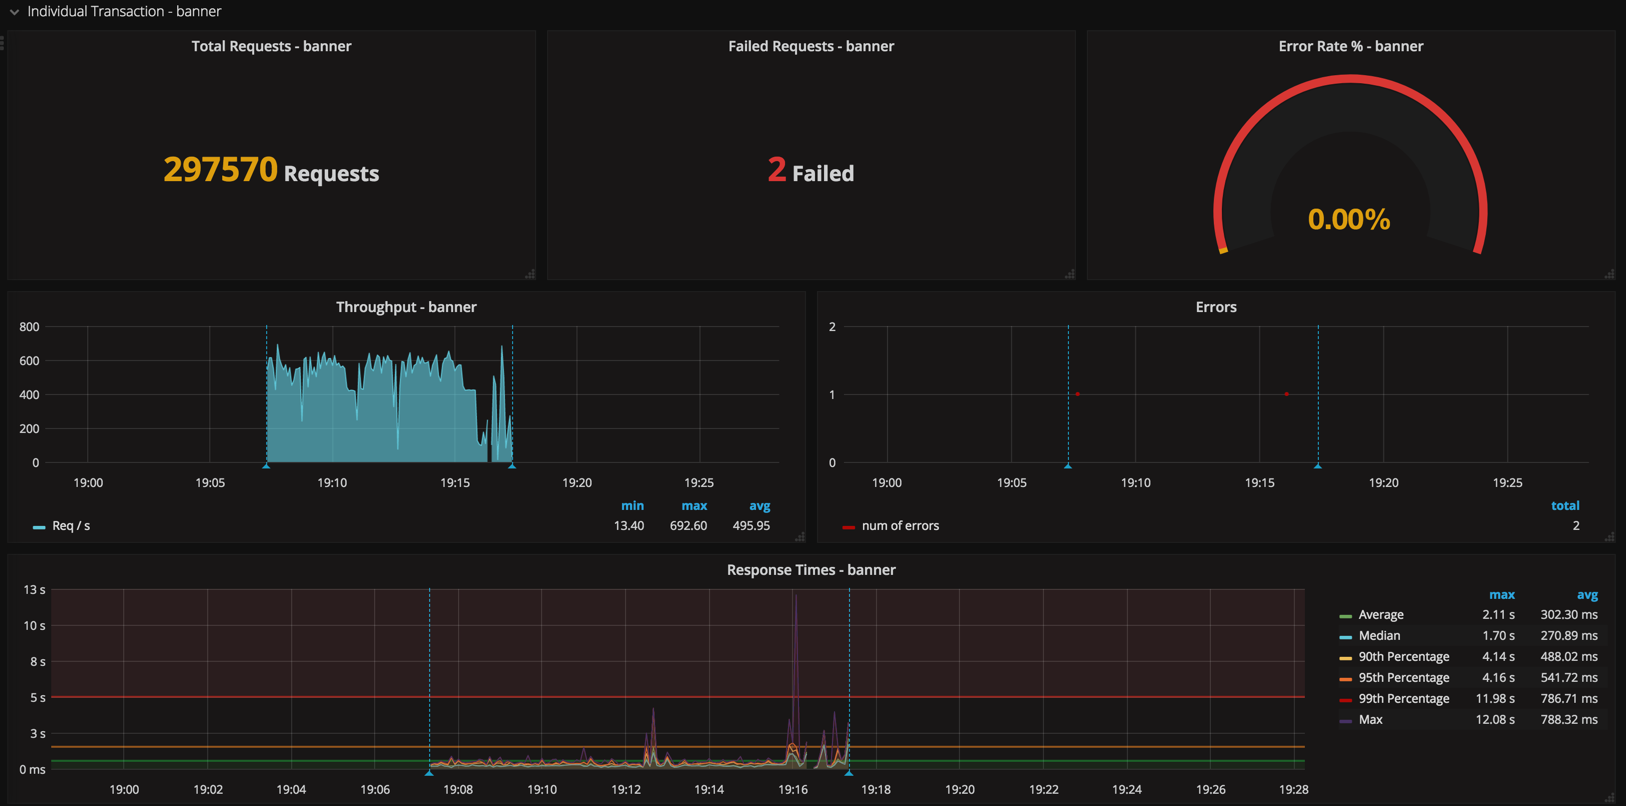 Individual Transaction - banner
Total Requests - banner
Failed Requests - banner
Error Rate % - banner
297570 Requests
2 Failed
0.00%
Throughput - banner
800
600
400
200
0
19:00 19:05 19:10 19:15 19:20 19:25
min max avg
Req / s 13.40 692.60 495.95
Errors
2
1
0
19:00 19:05 19:10 19:15 19:20 19:25
total
num of errors 2
Response Times - banner
13 s
10 s
8 s
5 s
3 s
0 ms
19:00 19:02 19:04 19:06 19:08 19:10 19:12 19:14 19:16 19:18 19:20 19:22 19:24 19:26 19:28
max avg
Average 2.11 s 302.30 ms
Median 1.70 s 270.89 ms
90th Percentage 4.14 s 488.02 ms
95th Percentage 4.16 s 541.72 ms
99th Percentage 11.98 s 786.71 ms
Max 12.08 s 788.32 ms